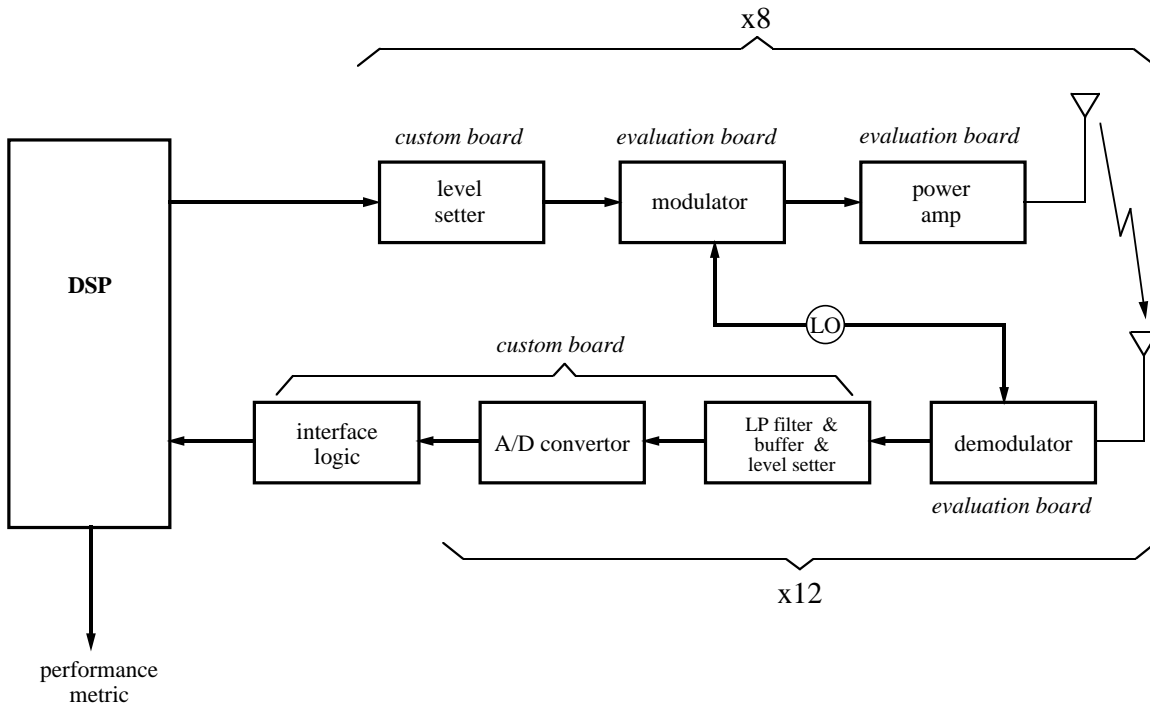 x8
custom board
evaluation board
evaluation board
level
setter
modulator
power
amp
DSP
LO
custom board
interface
logic
A/D convertor
LP filter &
buffer &
level setter
demodulator
evaluation board
x12
performance
metric